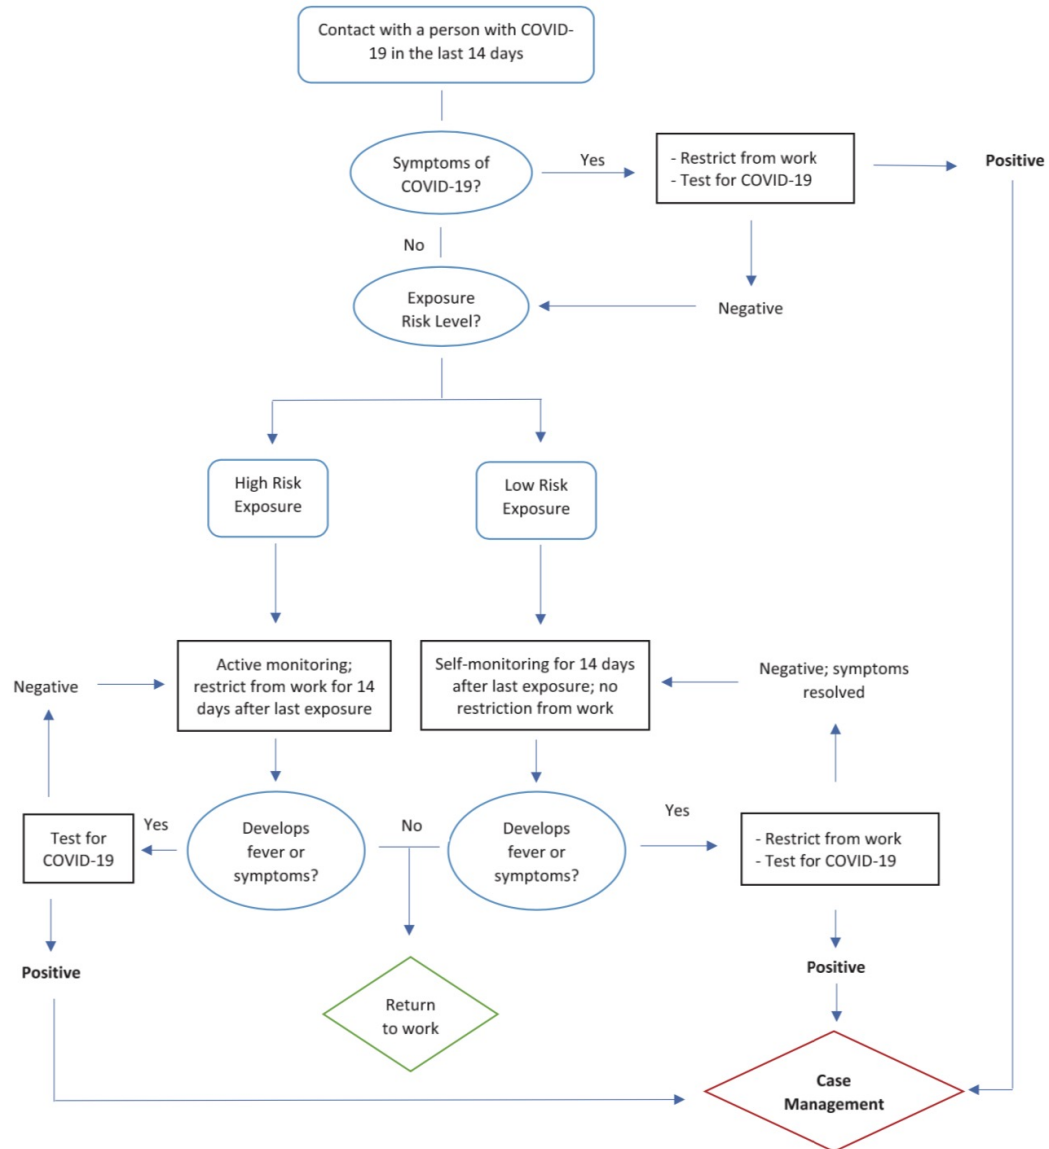 Contact with a person with COVID-
19 in the last 14 days
Symptoms of
COVID-19?
Yes
- Restrict from work
- Test for COVID-19
Positive
No
Negative
Exposure
Risk Level?
High Risk
Exposure
Low Risk
Exposure
Negative
Active monitoring;
restrict from work for 14
days after last exposure
Self-monitoring for 14 days
after last exposure; no
restriction from work
Negative; symptoms
resolved
Test for
COVID-19
Yes
Develops
fever or
symptoms?
No
Develops
fever or
symptoms?
Yes
- Restrict from work
- Test for COVID-19
Positive
Positive
Return
to work
Case
Management